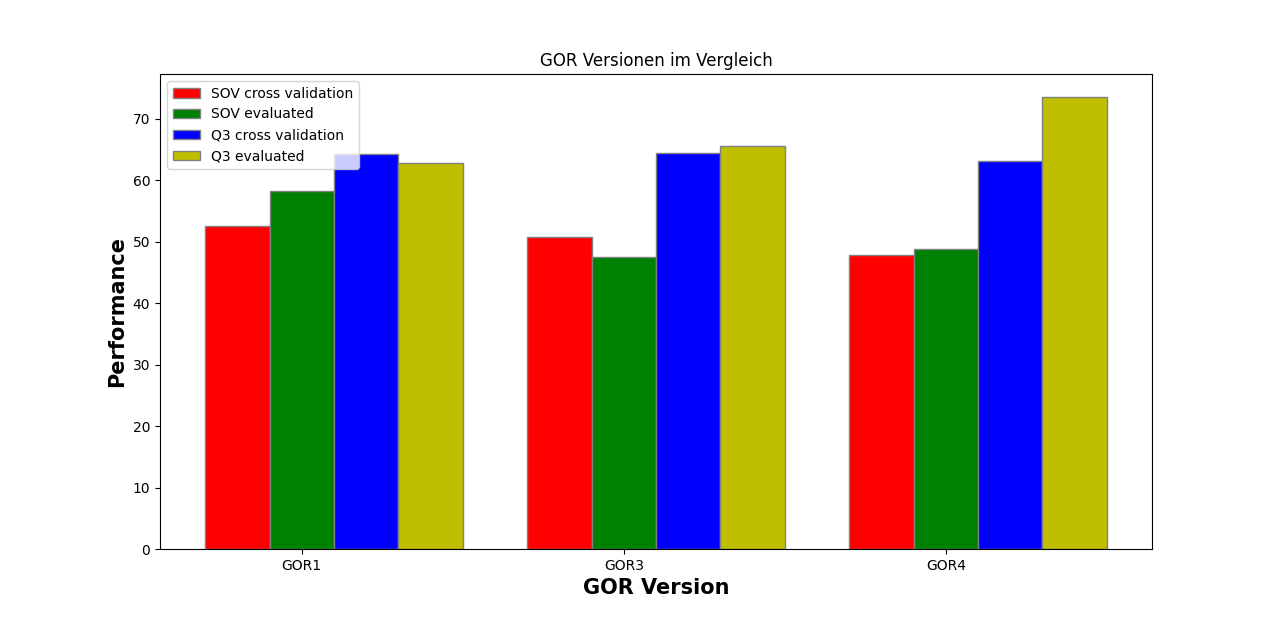 GOR Versionen im Vergleich
SOV cross validation
SOV evaluated
Q3 cross validation
Q3 evaluated
70
60
50
40
30
20
10
0
Performance
GOR1 GOR3 GOR4
GOR Version